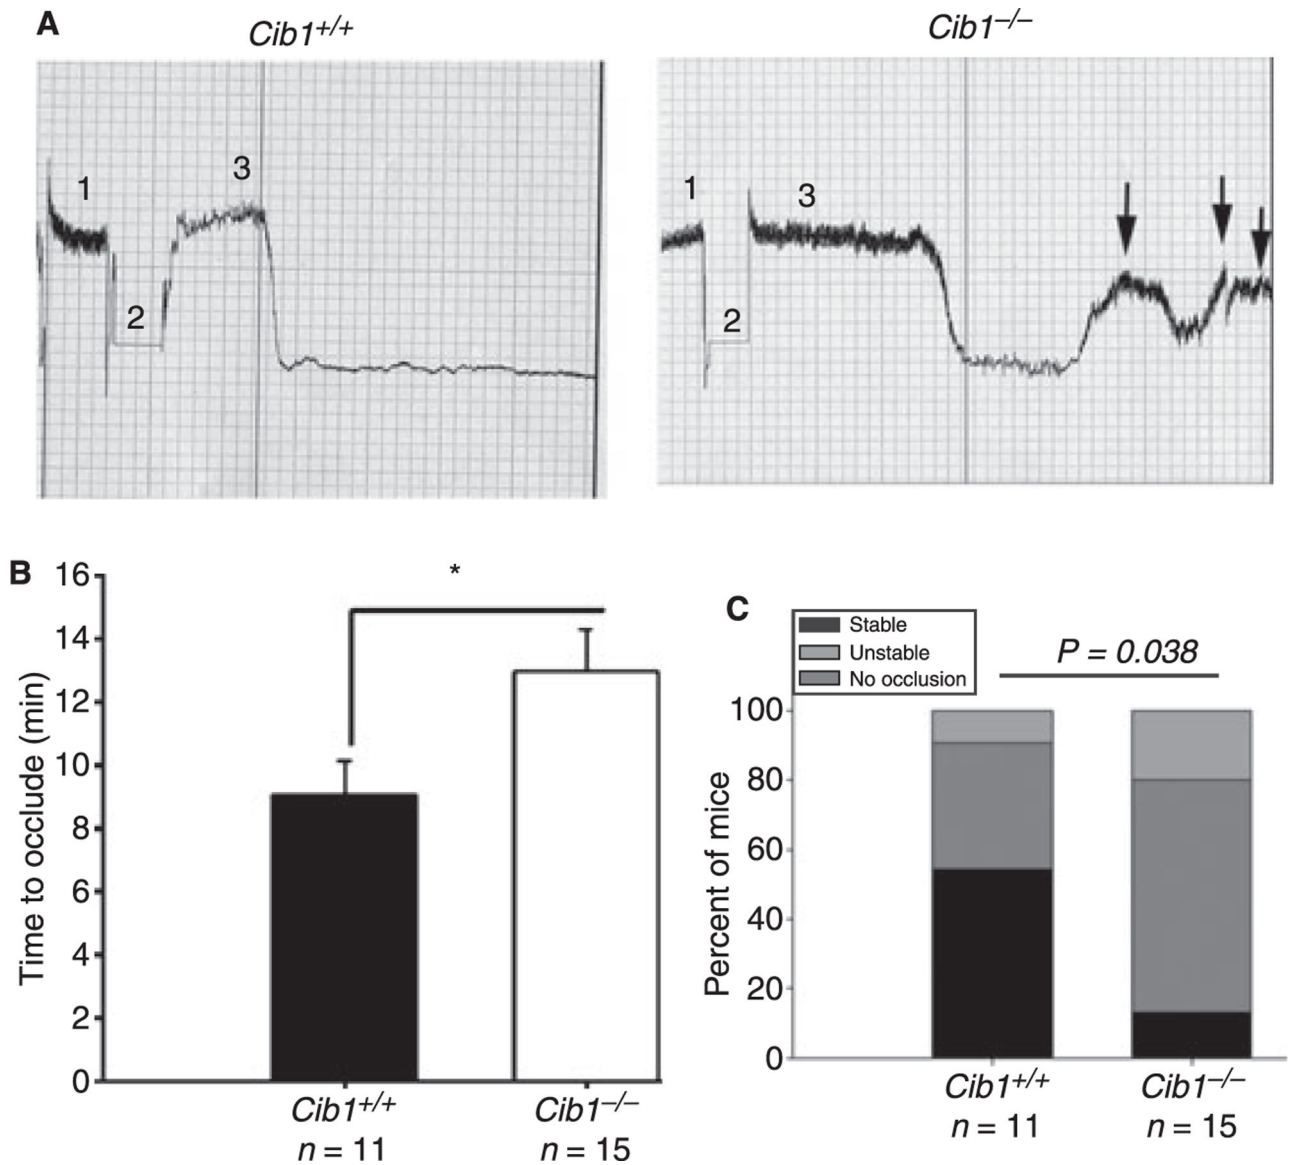 A
Cib1+/+
Cib1−/−
1
2
3
1
2
3
B
16
14
12
10
8
6
4
2
0
Time to occlude (min)
*
Cib1+/+
n = 11
Cib1−/−
n = 15
C
Stable
Unstable
No occlusion
P = 0.038
100
80
60
40
20
0
Percent of mice
Cib1+/+
n = 11
Cib1−/−
n = 15